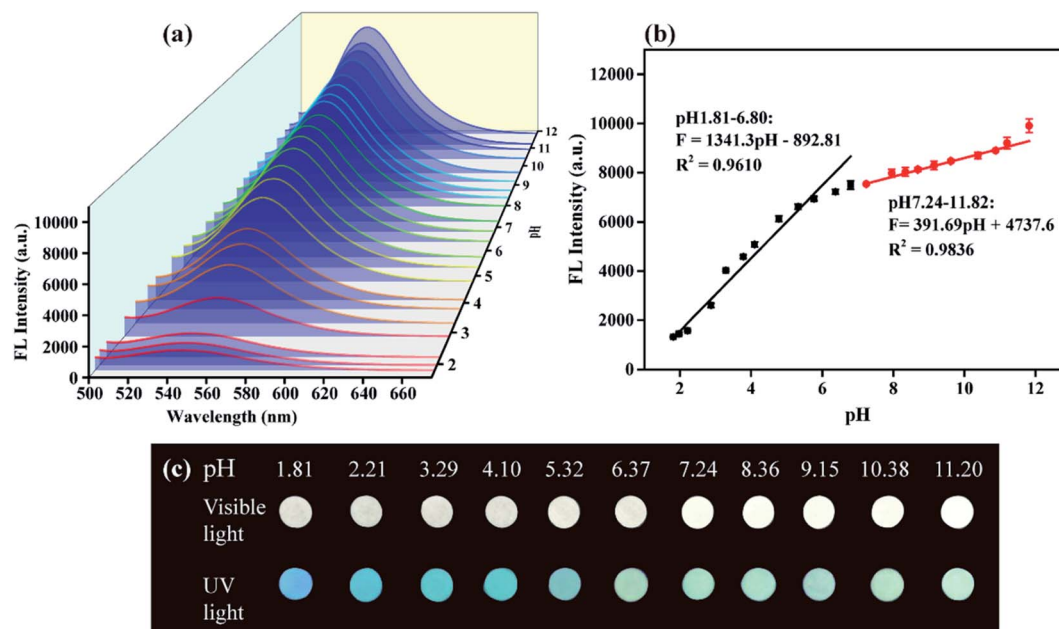 (a)
10000
8000
6000
4000
2000
0
FL Intensity (a.u.)
500 520 540 560 580 600 620 640 660
Wavelength (nm)
12
11
10
9
8
8
7
6
5
4
3
2
pH
(b)
12000
10000
8000
6000
4000
2000
0
FL Intensity (a.u.)
pH1.81-6.80:
F = 1341.3pH - 892.81
R² = 0.9610
pH7.24-11.82:
F= 391.69pH + 4737.6
R² = 0.9836
2 4 6 8 10 12
pH
(c) pH 1.81 2.21 3.29 4.10 5.32 6.37 7.24 8.36 9.15 10.38 11.20
Visible
light
UV
light